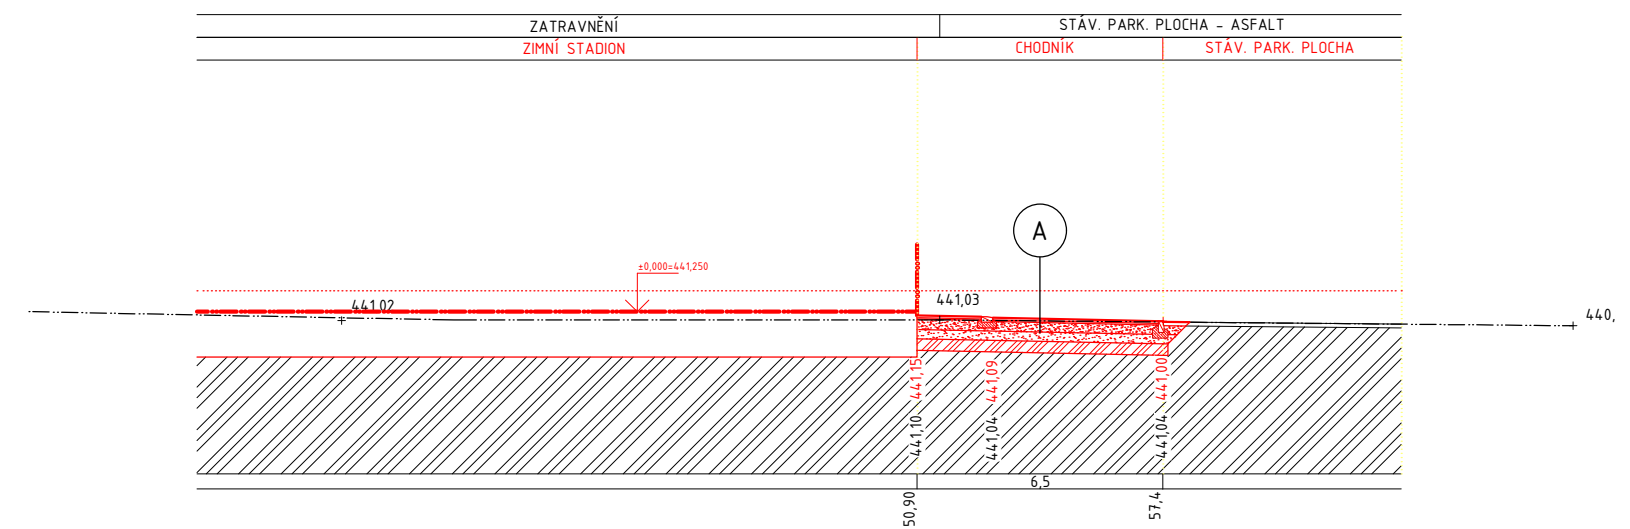 ZATRAVNĚNÍ
STÁV. PARK. PLOCHA - ASFALT
ZIMNÍ STADION
CHODNÍK
STÁV. PARK. PLOCHA
A
±0,000=441,250
441,02
441,03
440,
441,15
441,09
441,00
441,10
441,04
441,04
6,5
50,90
57,4